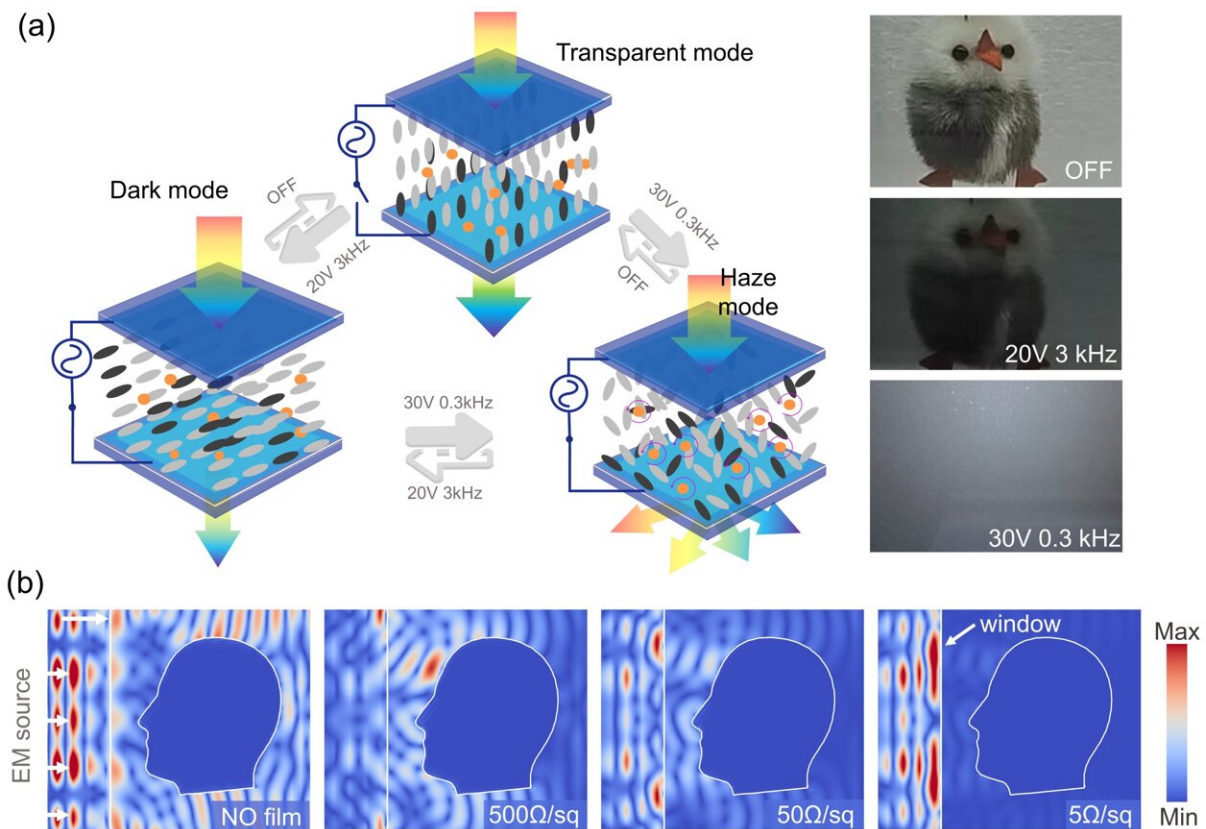 (a)
Transparent mode
Dark mode
OFF
20V 3kHz
30V 0.3kHz
OFF
Haze
mode
30V 0.3kHz
20V 3kHz
OFF
20V 3 kHz
30V 0.3 kHz
(b)
EM source
NO film
500Ω/sq
50Ω/sq
5Ω/sq
window
Max
Min